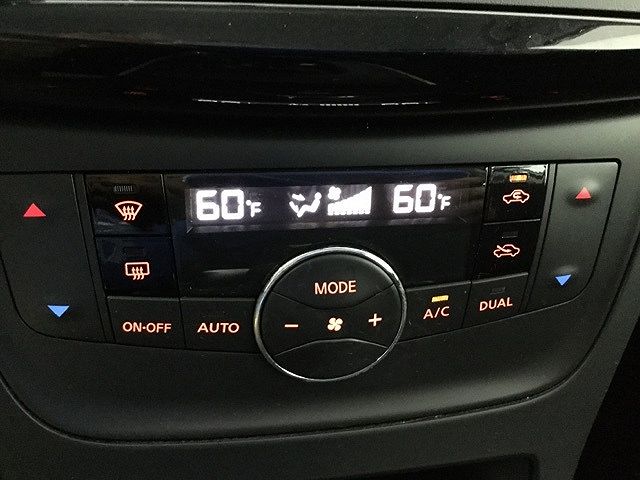 60°F 60°F
MODE
ON·OFF AUTO − + A/C DUAL